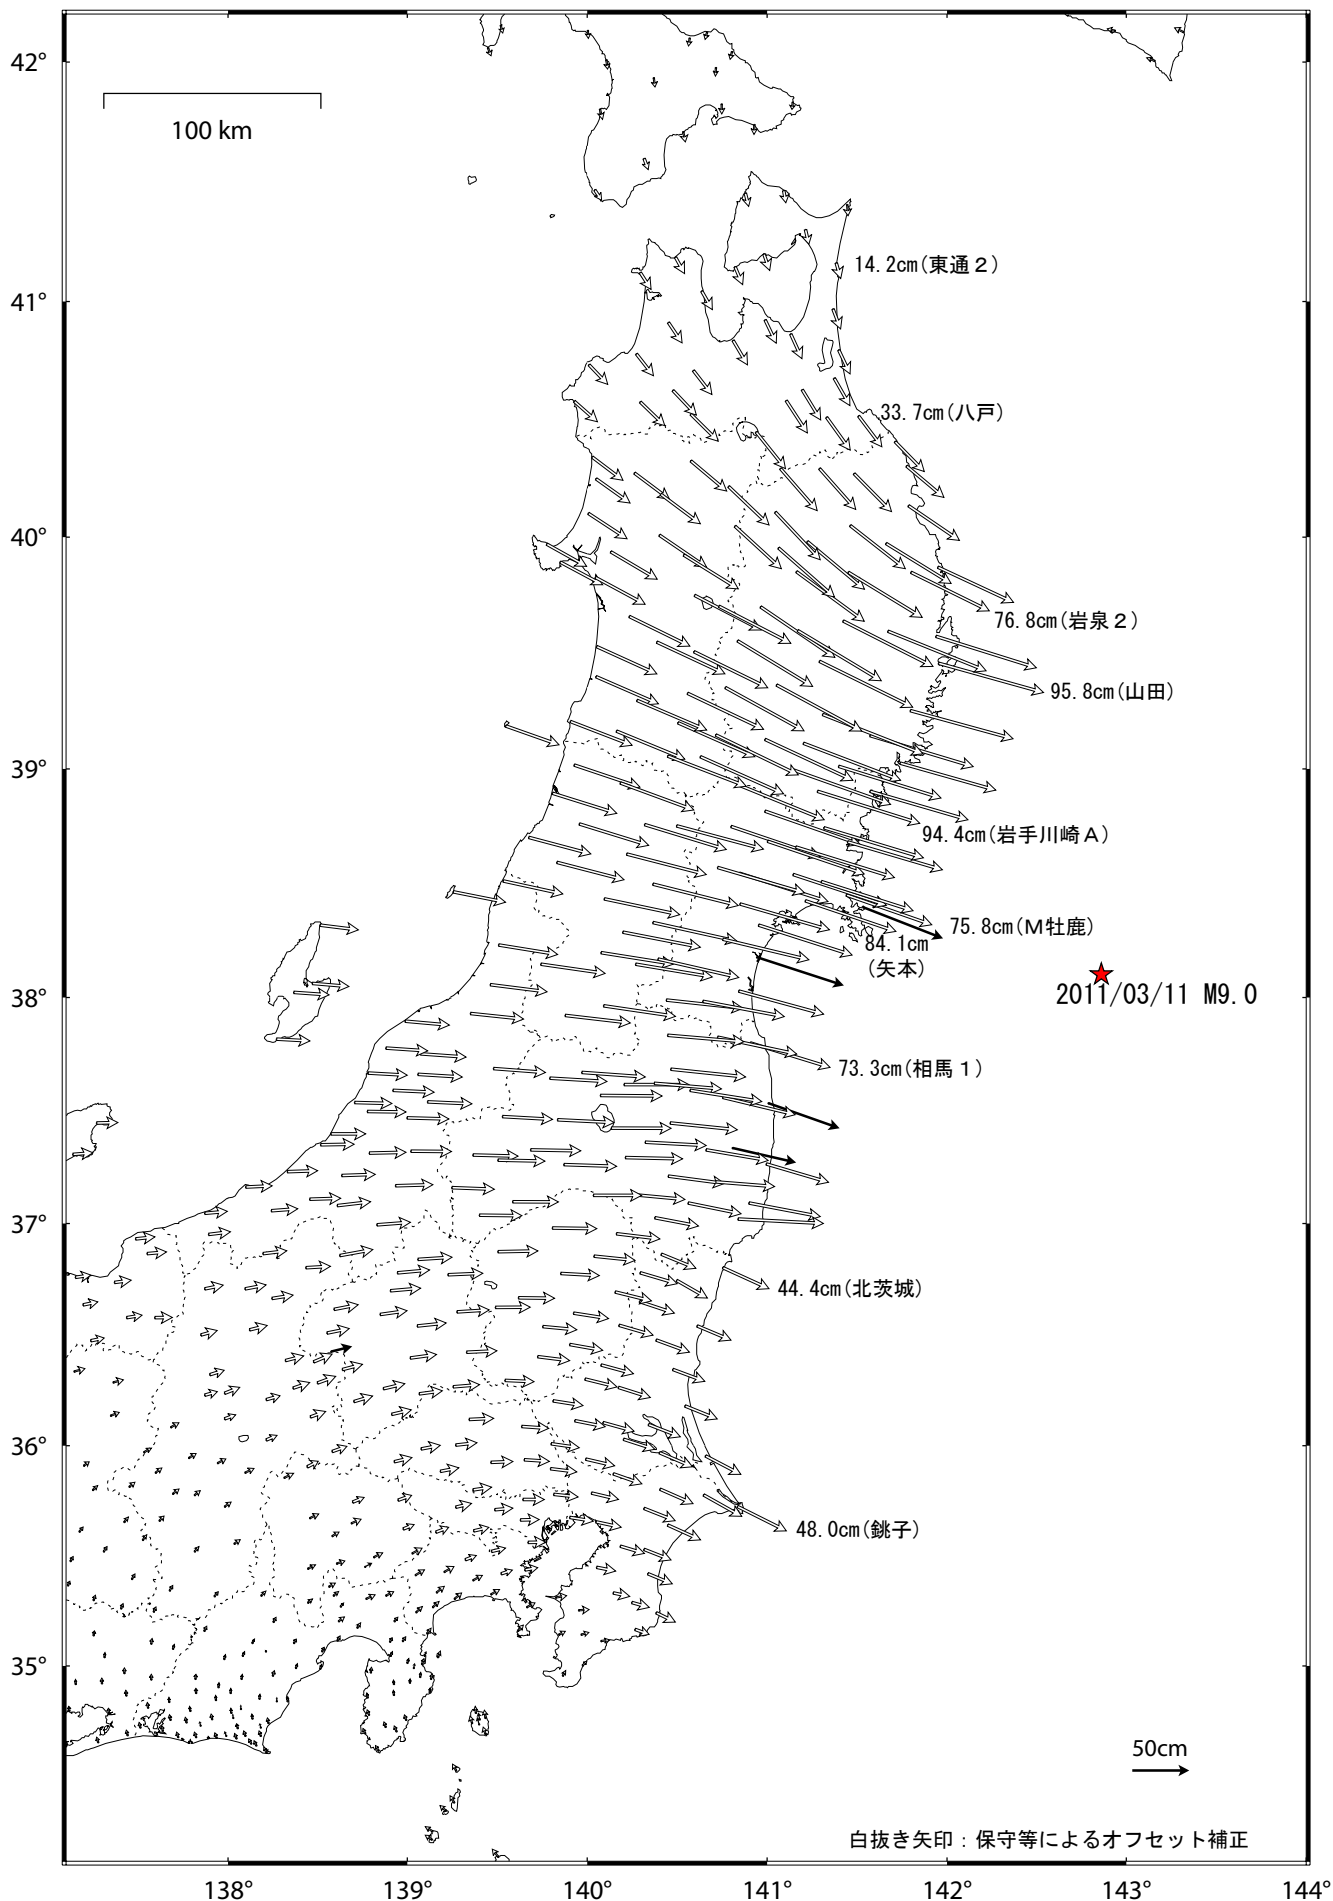 42°
100 km
14.2cm(東通２)
41°
33.7cm(八戸)
40°
76.8cm(岩泉２)
95.8cm(山田)
39°
94.4cm(岩手川崎Ａ)
75.8cm(Ｍ牡鹿)
84.1cm
(矢本)
38°
2011/03/11 M9.0
73.3cm(相馬１)
37°
44.4cm(北茨城)
36°
48.0cm(銚子)
35°
50cm
白抜き矢印：保守等によるオフセット補正
138° 139° 140° 141° 142° 143° 144°